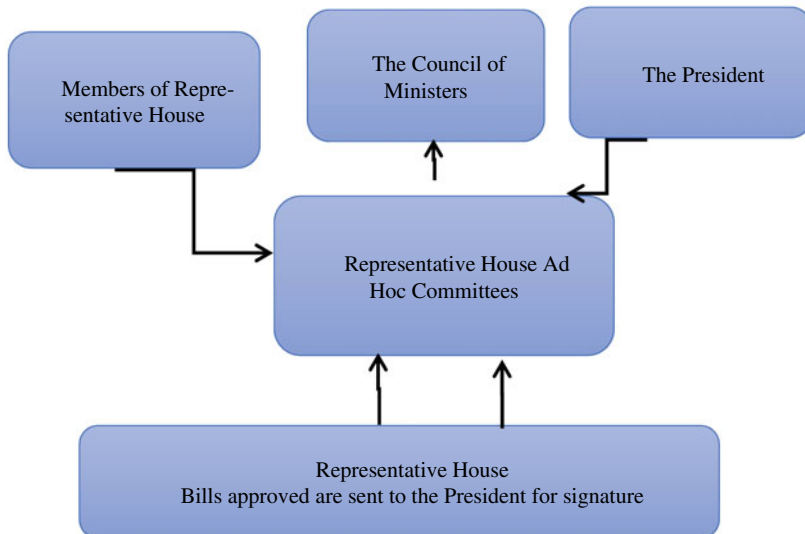 Members of Repre-
sentative House
The Council of
Ministers
The President
Representative House Ad
Hoc Committees
Representative House
Bills approved are sent to the President for signature